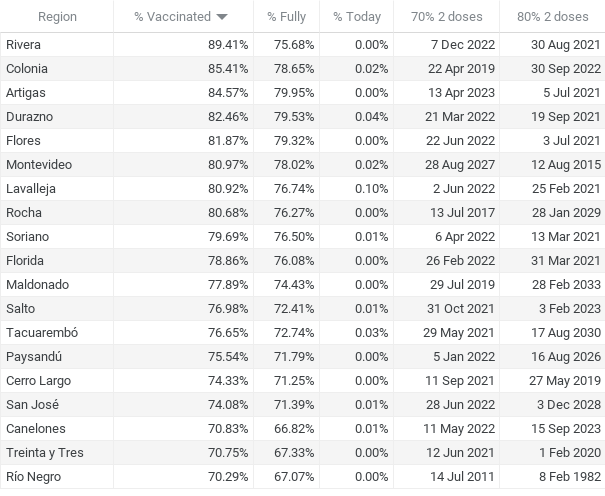 Region % Vaccinated % Fully % Today 70% 2 doses 80% 2 doses
Rivera 89.41% 75.68% 0.00% 7 Dec 2022 30 Aug 2021
Colonia 85.41% 78.65% 0.02% 22 Apr 2019 30 Sep 2022
Artigas 84.57% 79.95% 0.00% 13 Apr 2023 5 Jul 2021
Durazno 82.46% 79.53% 0.04% 21 Mar 2022 19 Sep 2021
Flores 81.87% 79.32% 0.00% 22 Jun 2022 3 Jul 2021
Montevideo 80.97% 78.02% 0.02% 28 Aug 2027 12 Aug 2015
Lavalleja 80.92% 76.74% 0.10% 2 Jun 2022 25 Feb 2021
Rocha 80.68% 76.27% 0.00% 13 Jul 2017 28 Jan 2029
Soriano 79.69% 76.50% 0.01% 6 Apr 2022 13 Mar 2021
Florida 78.86% 76.08% 0.00% 26 Feb 2022 31 Mar 2021
Maldonado 77.89% 74.43% 0.00% 29 Jul 2019 28 Feb 2033
Salto 76.98% 72.41% 0.01% 31 Oct 2021 3 Feb 2023
Tacuarembó 76.65% 72.74% 0.03% 29 May 2021 17 Aug 2030
Paysandú 75.54% 71.79% 0.00% 5 Jan 2022 16 Aug 2026
Cerro Largo 74.33% 71.25% 0.00% 11 Sep 2021 27 May 2019
San José 74.08% 71.39% 0.01% 28 Jun 2022 3 Dec 2028
Canelones 70.83% 66.82% 0.01% 11 May 2022 15 Sep 2023
Treinta y Tres 70.75% 67.33% 0.00% 12 Jun 2021 1 Feb 2020
Río Negro 70.29% 67.07% 0.00% 14 Jul 2011 8 Feb 1982